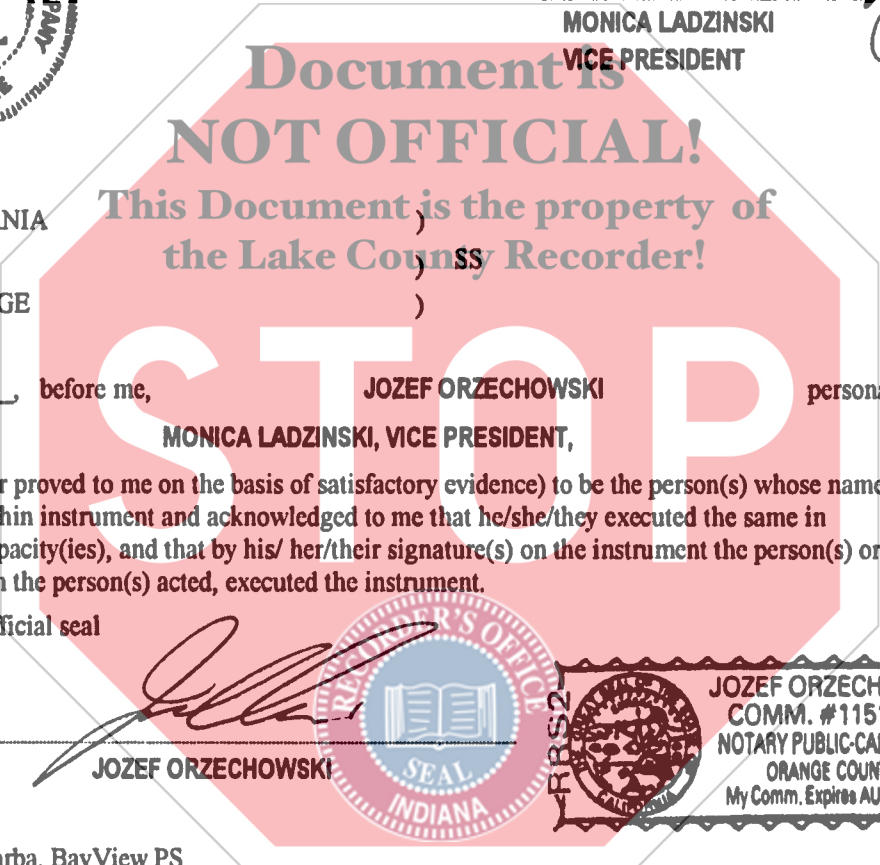 PANY
MONICA LADZINSKI
VICE PRESIDENT
Document is
NOT OFFICIAL!
This Document is the property of
the Lake County Recorder!
NIA )
) SS
GE )
STOP
before me, JOZEF ORZECHOWSKI persona
MONICA LADZINSKI, VICE PRESIDENT,
r proved to me on the basis of satisfactory evidence) to be the person(s) whose name
hin instrument and acknowledged to me that he/she/they executed the same in
pacity(ies), and that by his/ her/their signature(s) on the instrument the person(s) or
the person(s) acted, executed the instrument.
ficial seal
RECORDER'S OFFICE
SEAL
INDIANA
JOZEF ORZECHOWSKI
RRS2
CALIFORNIA
JOZEF ORZECH
COMM. #115
NOTARY PUBLIC-CAL
ORANGE COUN
My Comm. Expires AU
rba, BayView PS